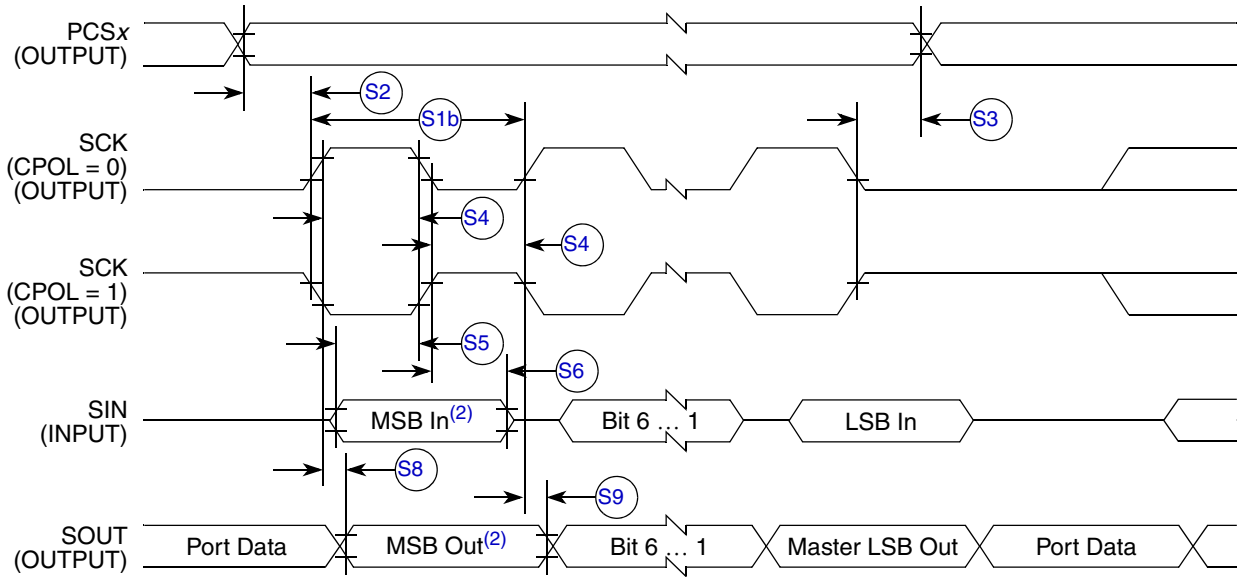 PCSx
(OUTPUT)
S2
S1b
S3
SCK
(CPOL = 0)
(OUTPUT)
S4
S4
SCK
(CPOL = 1)
(OUTPUT)
S5
S6
SIN
(INPUT)
MSB In(2)
Bit 6 … 1
LSB In
S8
S9
SOUT
(OUTPUT)
Port Data
MSB Out(2)
Bit 6 … 1
Master LSB Out
Port Data